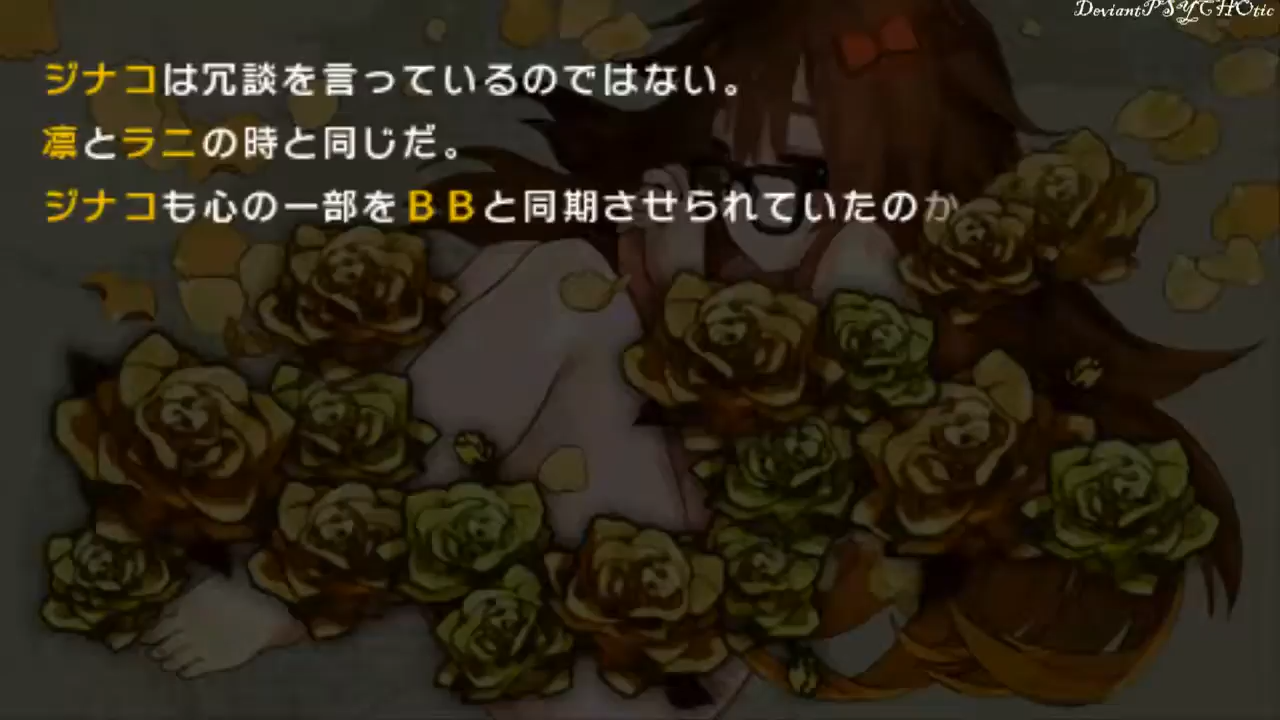 DeviantPSYCHOtic
ジナコは冗談を言っているのではない。
凛とラニの時と同じだ。
ジナコも心の一部をＢＢと同期させられていたのか